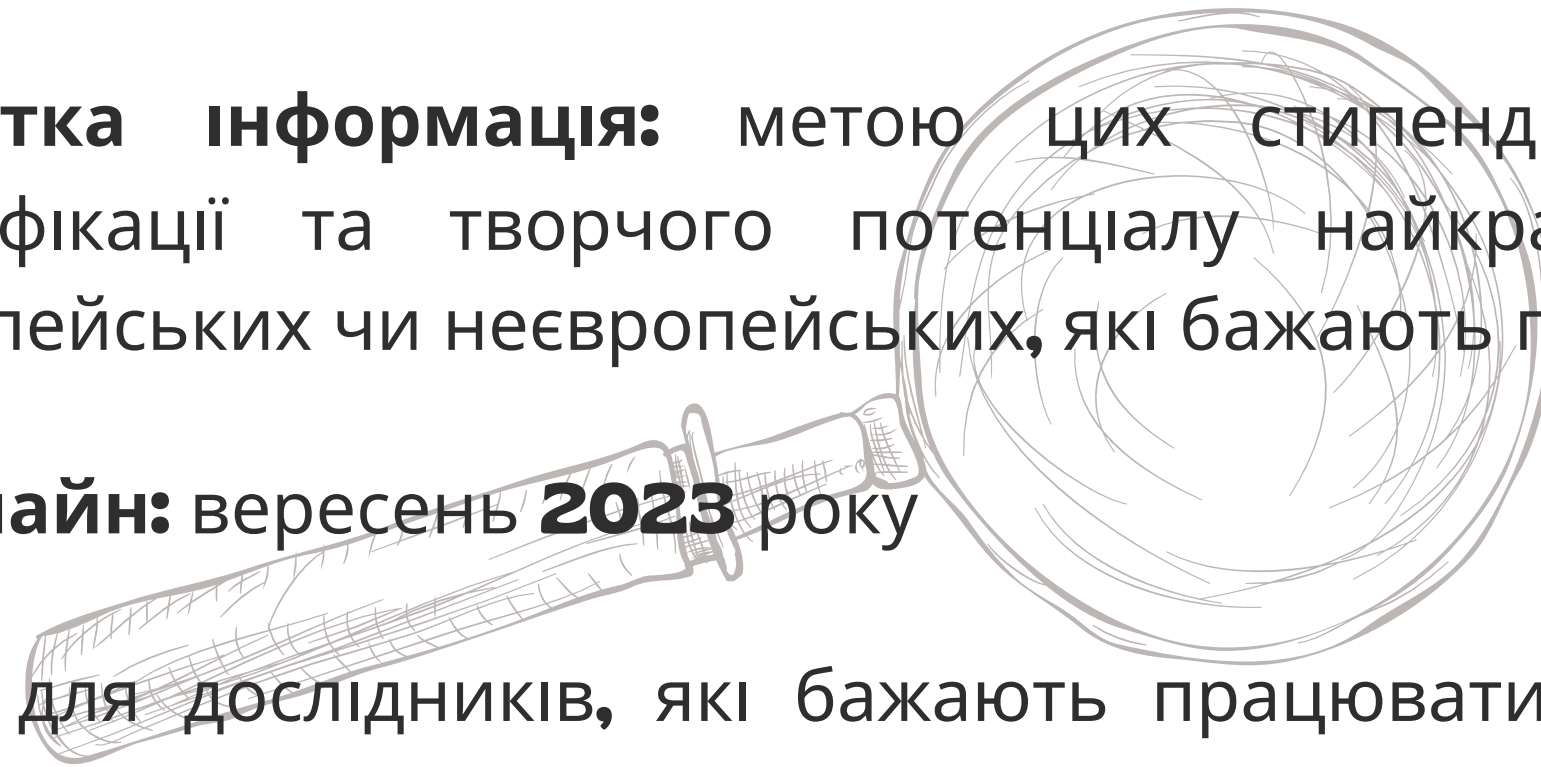 тка інформація: метою цих стипенд
фікації та творчого потенціалу найкра
пейських чи неєвропейських, які бажають п
лайн: вересень 2023 року
для дослідників, які бажають працювати